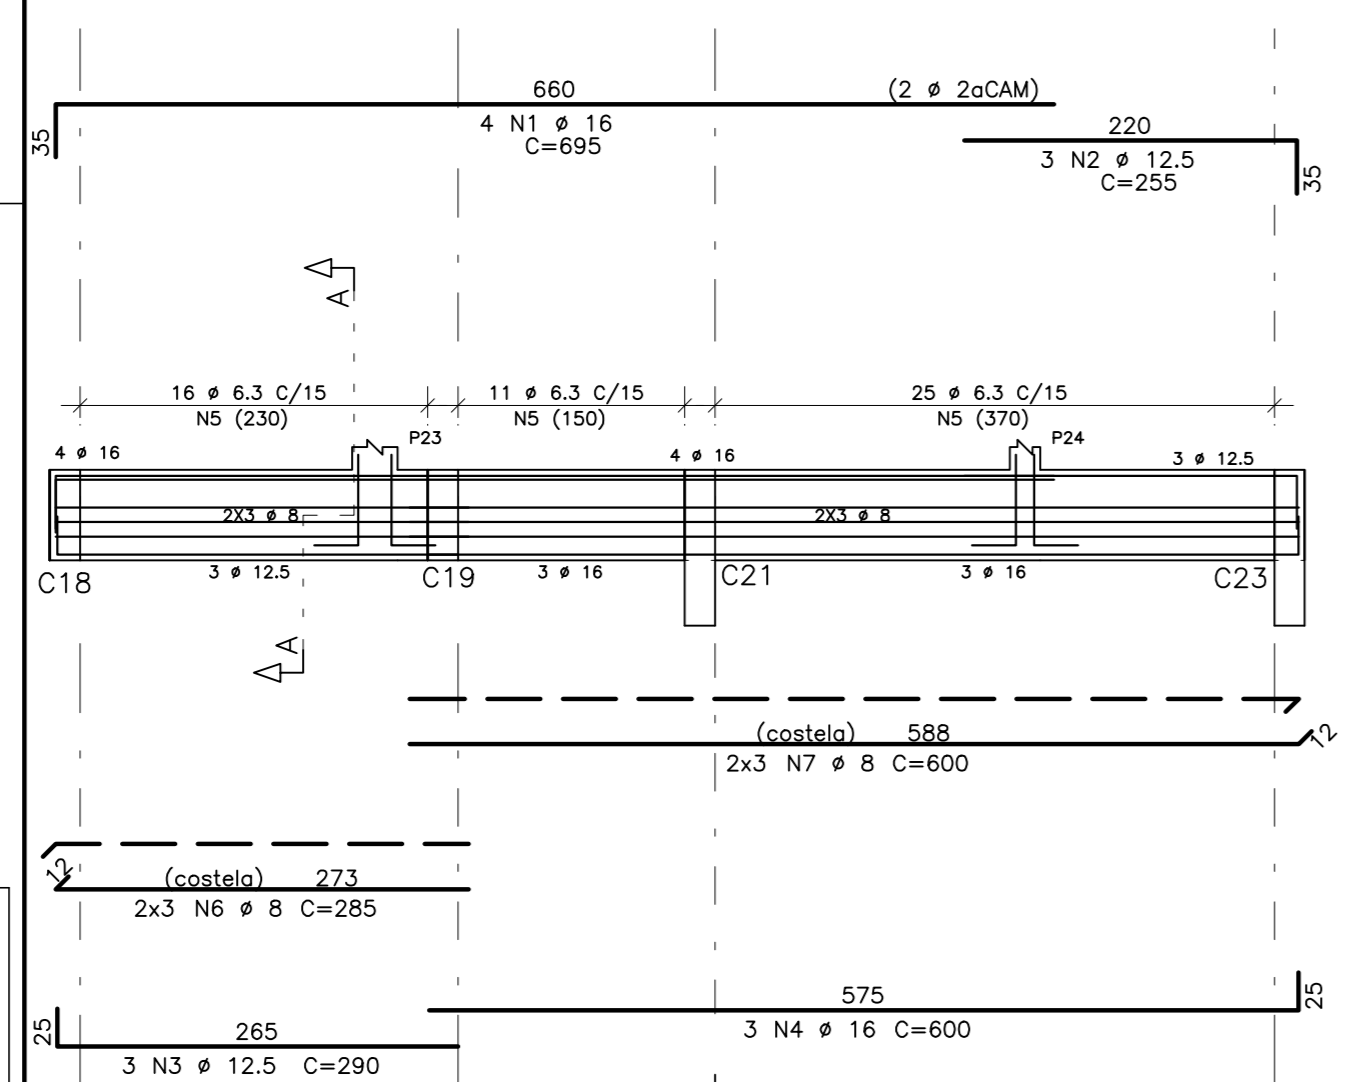 660
(2 ø 2aCAM)
4 N1 ø 16
C=695
35
220
3 N2 ø 12.5
C=255
35
A
16 ø 6.3 C/15
11 ø 6.3 C/15
25 ø 6.3 C/15
N5 (230)
N5 (150)
N5 (370)
P23
P24
4 ø 16
4 ø 16
3 ø 12.5
2X3 ø 8
2X3 ø 8
3 ø 12.5
3 ø 16
3 ø 16
C18
C19
C21
C23
A
(costela) 588
12
2x3 N7 ø 8 C=600
12
(costela) 273
2x3 N6 ø 8 C=285
575
25
3 N4 ø 16 C=600
25
265
3 N3 ø 12.5 C=290